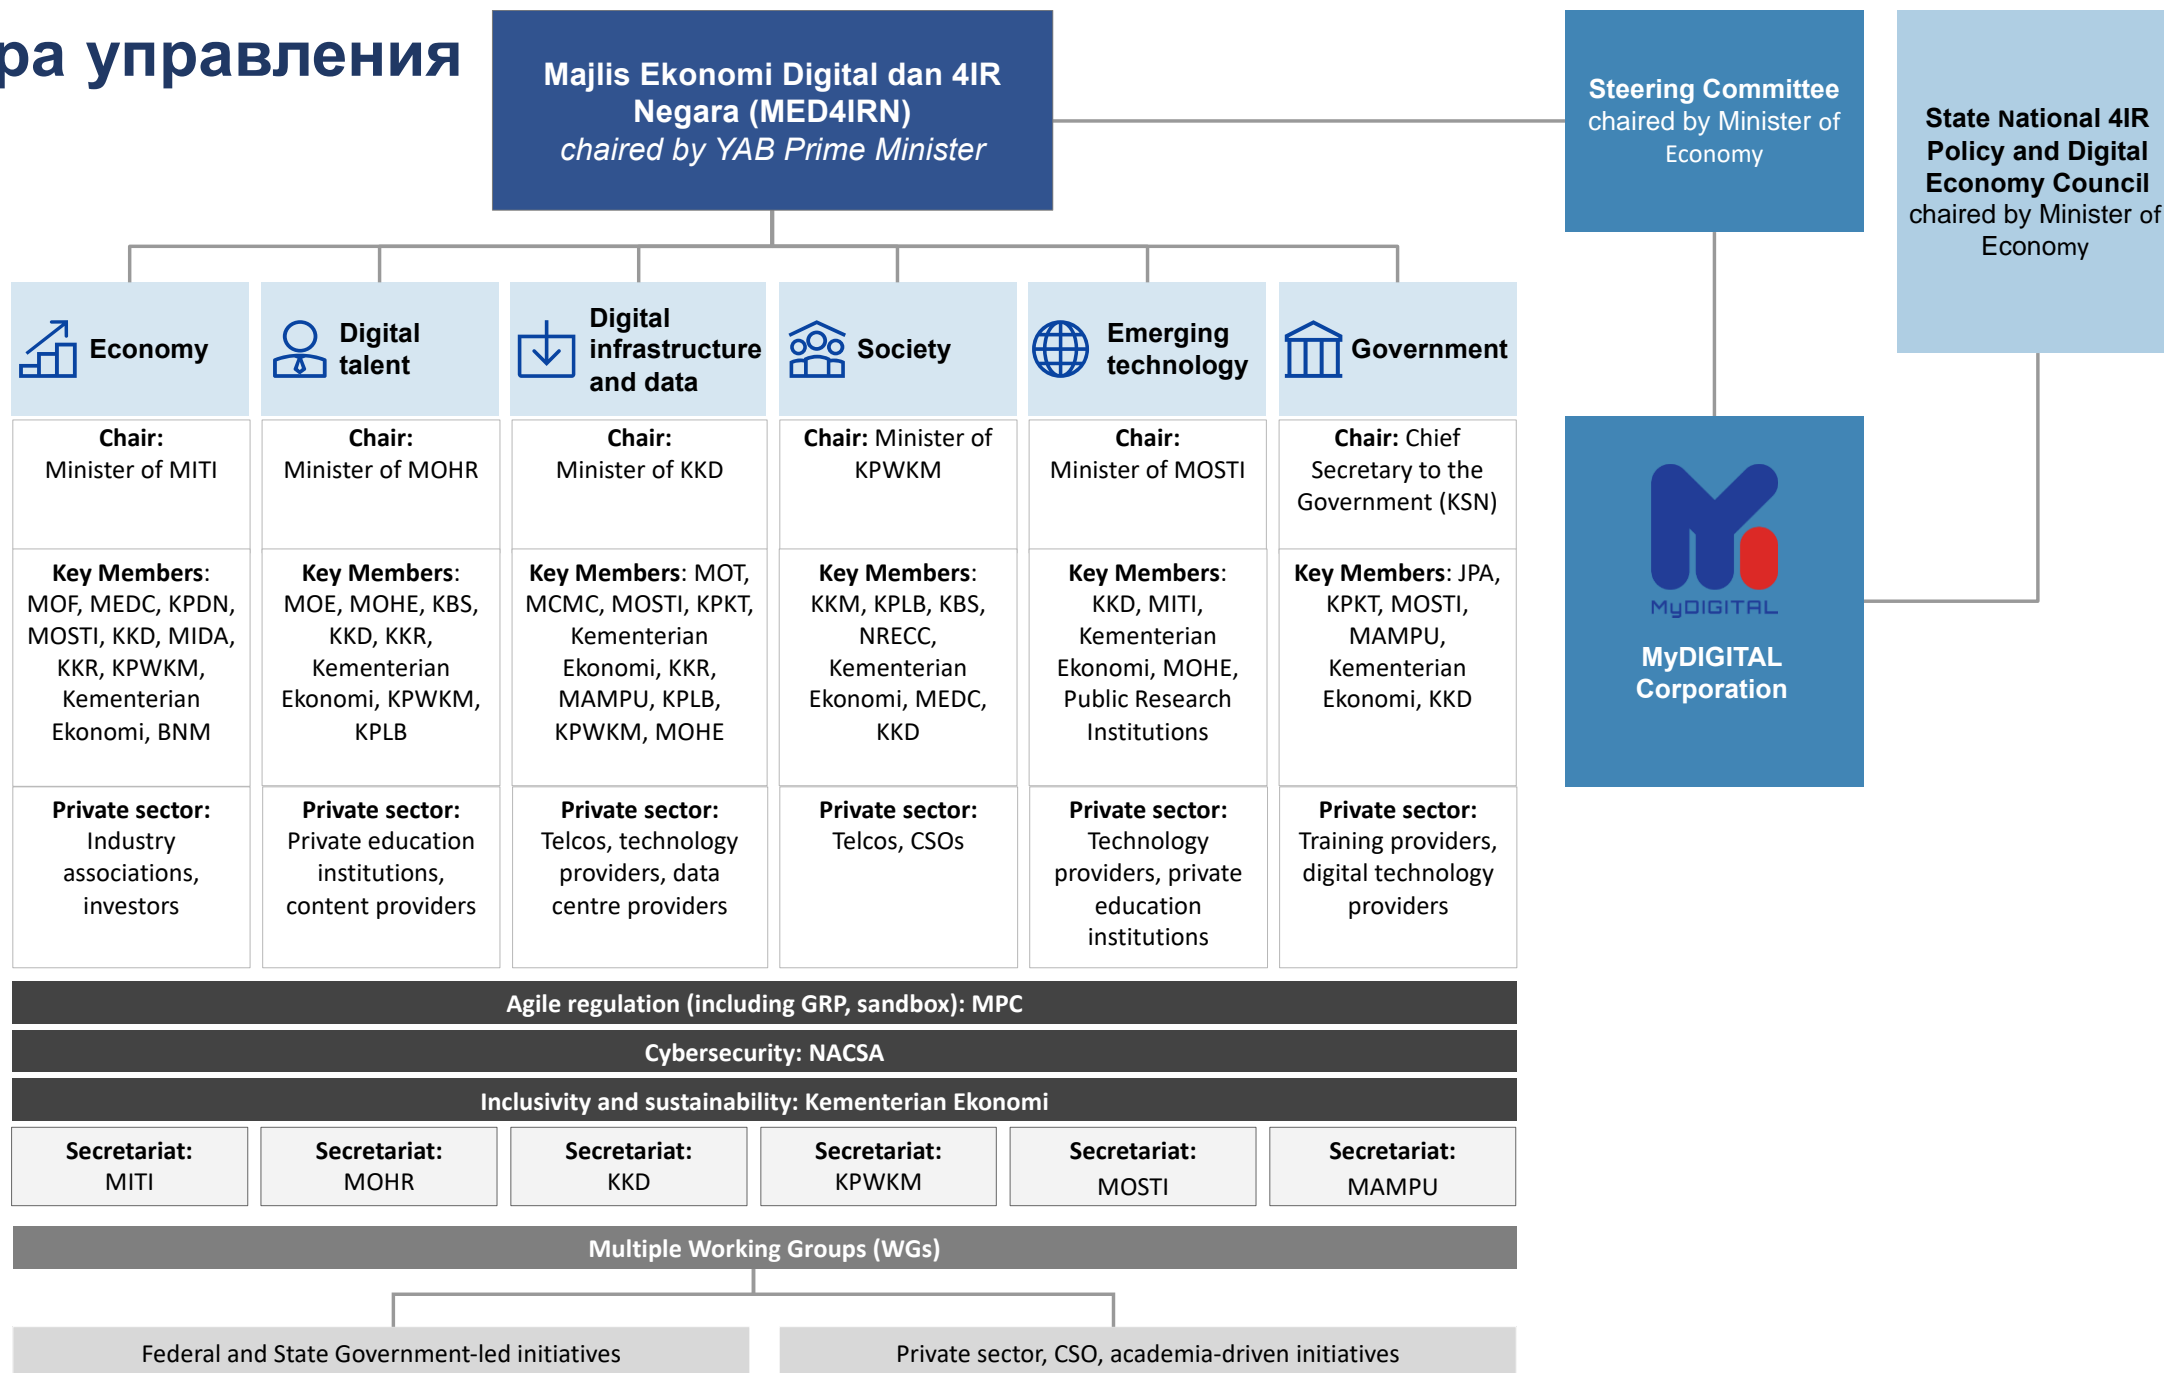 ра управления
Majlis Ekonomi Digital dan 4IR
Negara (MED4IRN)
chaired by YAB Prime Minister
Steering Committee
chaired by Minister of
Economy
State National 4IR
Policy and Digital
Economy Council
chaired by Minister of
Economy
Economy
Digital
talent
Digital
infrastructure
and data
Society
Emerging
technology
Government
Chair:
Minister of MITI
Chair:
Minister of MOHR
Chair:
Minister of KKD
Chair: Minister of
KPWKM
Chair:
Minister of MOSTI
Chair: Chief
Secretary to the
Government (KSN)
Key Members:
MOF, MEDC, KPDN,
MOSTI, KKD, MIDA,
KKR, KPWKM,
Kementerian
Ekonomi, BNM
Key Members:
MOE, MOHE, KBS,
KKD, KKR,
Kementerian
Ekonomi, KPWKM,
KPLB
Key Members: MOT,
MCMC, MOSTI, KPKT,
Kementerian
Ekonomi, KKR,
MAMPU, KPLB,
KPWKM, MOHE
Key Members:
KKM, KPLB, KBS,
NRECC,
Kementerian
Ekonomi, MEDC,
KKD
Key Members:
KKD, MITI,
Kementerian
Ekonomi, MOHE,
Public Research
Institutions
Key Members: JPA,
KPKT, MOSTI,
MAMPU,
Kementerian
Ekonomi, KKD
MyDIGITAL
MyDIGITAL
Corporation
Private sector:
Industry
associations,
investors
Private sector:
Private education
institutions,
content providers
Private sector:
Telcos, technology
providers, data
centre providers
Private sector:
Telcos, CSOs
Private sector:
Technology
providers, private
education
institutions
Private sector:
Training providers,
digital technology
providers
Agile regulation (including GRP, sandbox): MPC
Cybersecurity: NACSA
Inclusivity and sustainability: Kementerian Ekonomi
Secretariat:
MITI
Secretariat:
MOHR
Secretariat:
KKD
Secretariat:
KPWKM
Secretariat:
MOSTI
Secretariat:
MAMPU
Multiple Working Groups (WGs)
Federal and State Government-led initiatives
Private sector, CSO, academia-driven initiatives